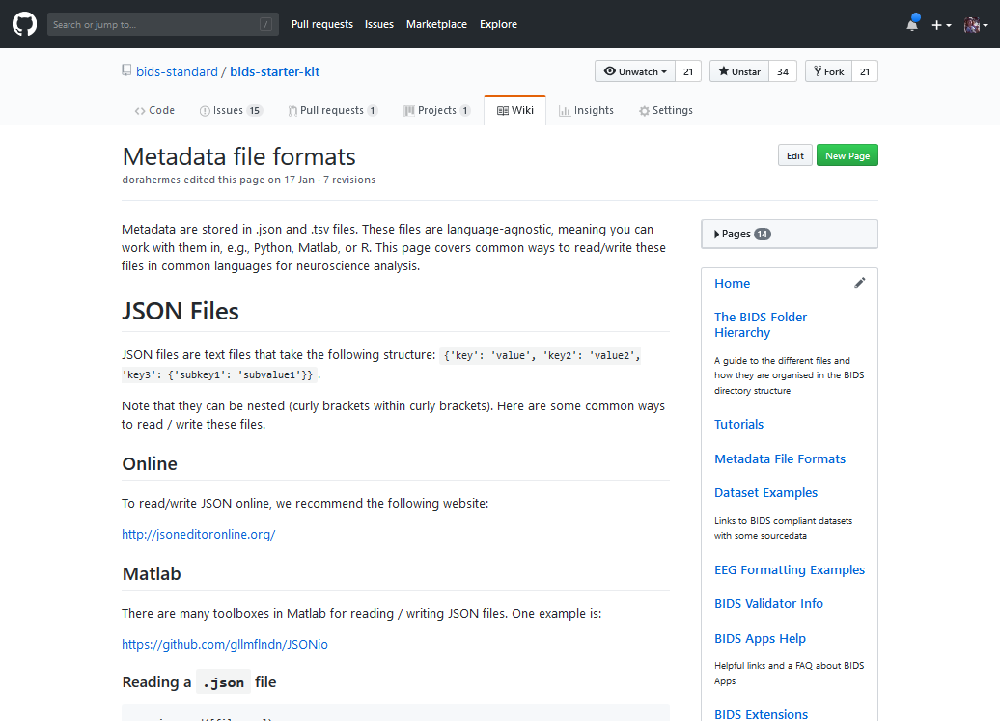 Search or jump to... /
Pull requests Issues Marketplace Explore
bids-standard / bids-starter-kit
Unwatch 21 Unstar 34 Fork 21
Code Issues 15 Pull requests 1 Projects 1 Wiki Insights Settings
Metadata file formats
Edit New Page
dorahermes edited this page on 17 Jan · 7 revisions
Metadata are stored in .json and .tsv files. These files are language-agnostic, meaning you can
work with them in, e.g., Python, Matlab, or R. This page covers common ways to read/write these
files in common languages for neuroscience analysis.
JSON Files
JSON files are text files that take the following structure: {'key': 'value', 'key2': 'value2',
'key3': {'subkey1': 'subvalue1'}} .
Note that they can be nested (curly brackets within curly brackets). Here are some common ways
to read / write these files.
Online
To read/write JSON online, we recommend the following website:
http://jsoneditoronline.org/
Matlab
There are many toolboxes in Matlab for reading / writing JSON files. One example is:
https://github.com/gllmflndn/JSONio
Reading a .json file
Pages 14
Home
The BIDS Folder
Hierarchy
A guide to the different files and
how they are organised in the BIDS
directory structure
Tutorials
Metadata File Formats
Dataset Examples
Links to BIDS compliant datasets
with some sourcedata
EEG Formatting Examples
BIDS Validator Info
BIDS Apps Help
Helpful links and a FAQ about BIDS
Apps
BIDS Extensions